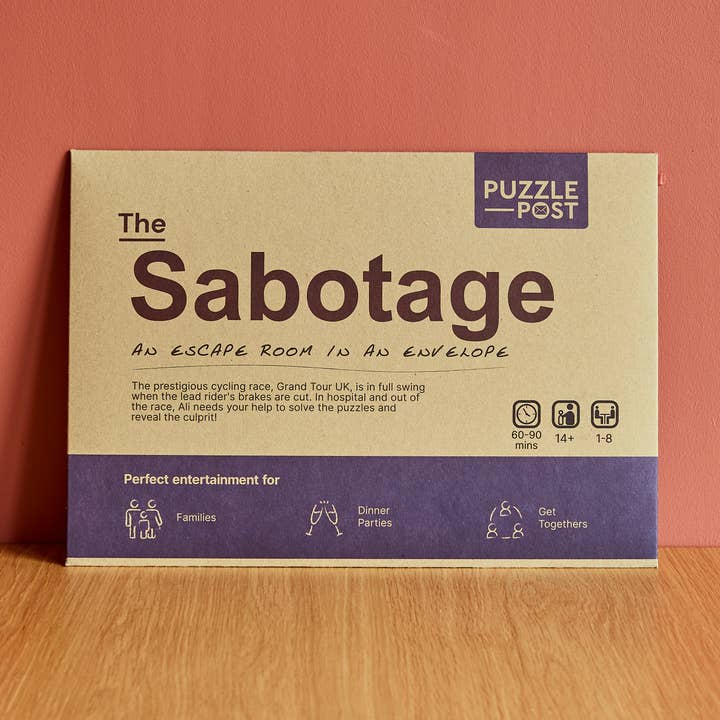 PUZZLE
POST
The
Sabotage
AN ESCAPE ROOM IN AN ENVELOPE
The prestigious cycling race, Grand Tour UK, is in full swing
when the lead rider's brakes are cut. In hospital and out of
the race, Ali needs your help to solve the puzzles and
reveal the culprit!
60-90
mins
14+
1-8
Perfect entertainment for
Families
Dinner
Parties
Get
Togethers